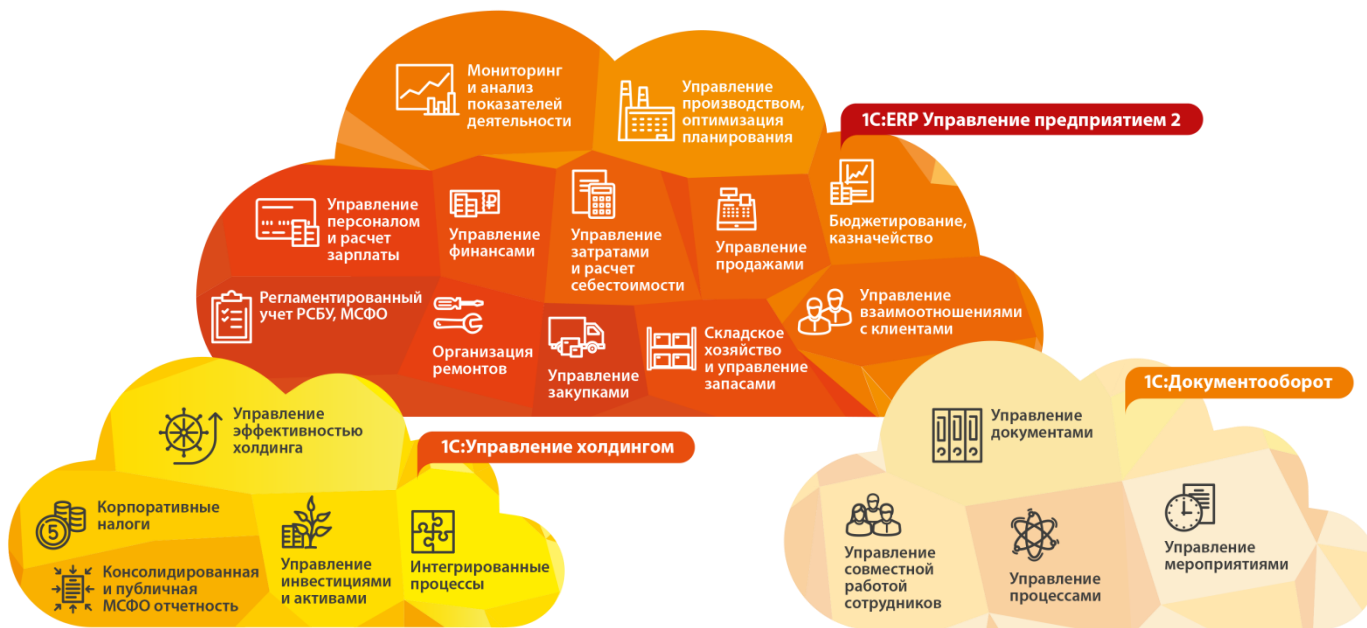 Мониторинг
и анализ
показателей
деятельности
Управление
производством,
оптимизация
планирования
1С:ERP Управление предприятием 2
Управление
персоналом
и расчет
зарплаты
Управление
финансами
Управление
затратами
и расчет
себестоимости
Управление
продажами
Бюджетирование,
казначейство
Регламентированный
учет РСБУ, МСФО
Организация
ремонтов
Управление
закупками
Складское
хозяйство
и управление
запасами
Управление
взаимоотношениями
с клиентами
Управление
эффективностью
холдинга
1С:Управление холдингом
Корпоративные
налоги
5
Консолидированная
и публичная
МСФО отчетность
Управление
инвестициями
и активами
Интегрированные
процессы
1С:Документооборот
Управление
документами
Управление
совместной
работой
сотрудников
Управление
процессами
Управление
мероприятиями